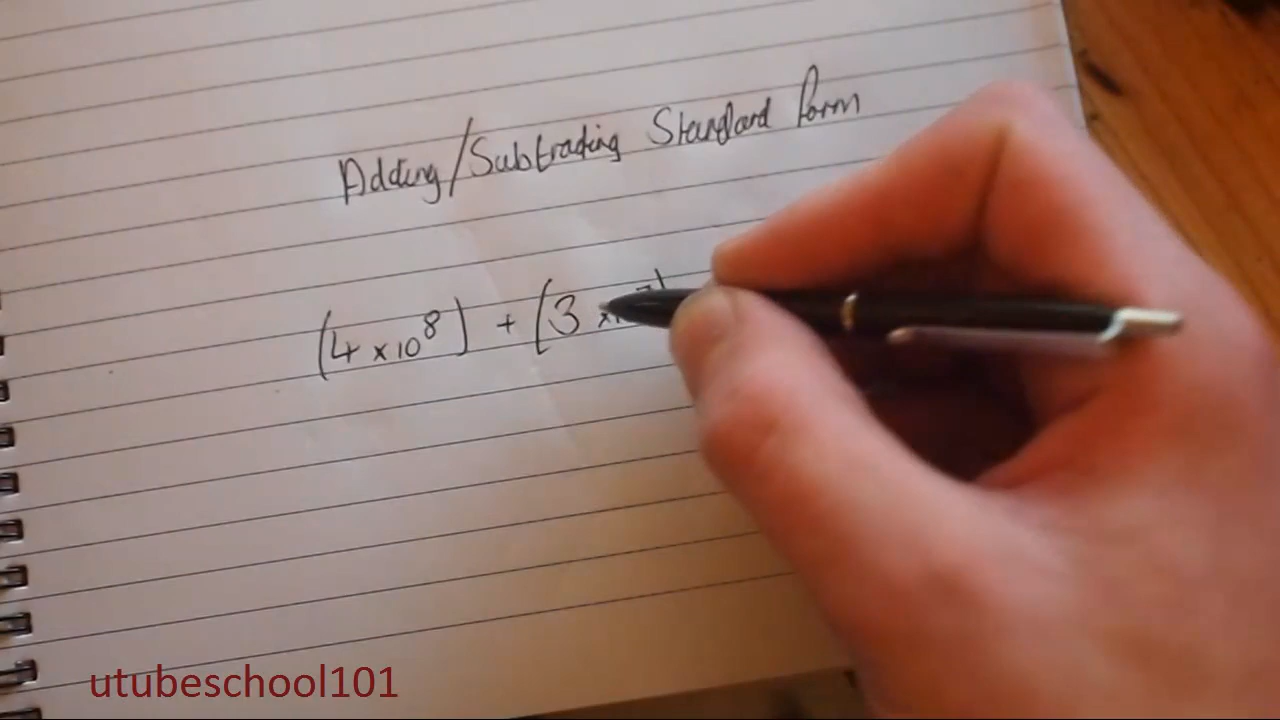 Adding/Subtracting Standard form
(4 × 10⁸) + (3 ×
utubeschool101